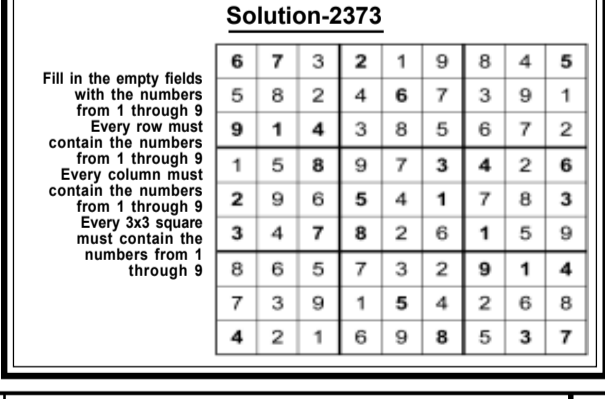 Solution-2373
Fill in the empty fields
with the numbers
from 1 through 9
Every row must
contain the numbers
from 1 through 9
Every column must
contain the numbers
from 1 through 9
Every 3x3 square
must contain the
numbers from 1
through 9
6 7 3 2 1 9 8 4 5
5 8 2 4 6 7 3 9 1
9 1 4 3 8 5 6 7 2
1 5 8 9 7 3 4 2 6
2 9 6 5 4 1 7 8 3
3 4 7 8 2 6 1 5 9
8 6 5 7 3 2 9 1 4
7 3 9 1 5 4 2 6 8
4 2 1 6 9 8 5 3 7